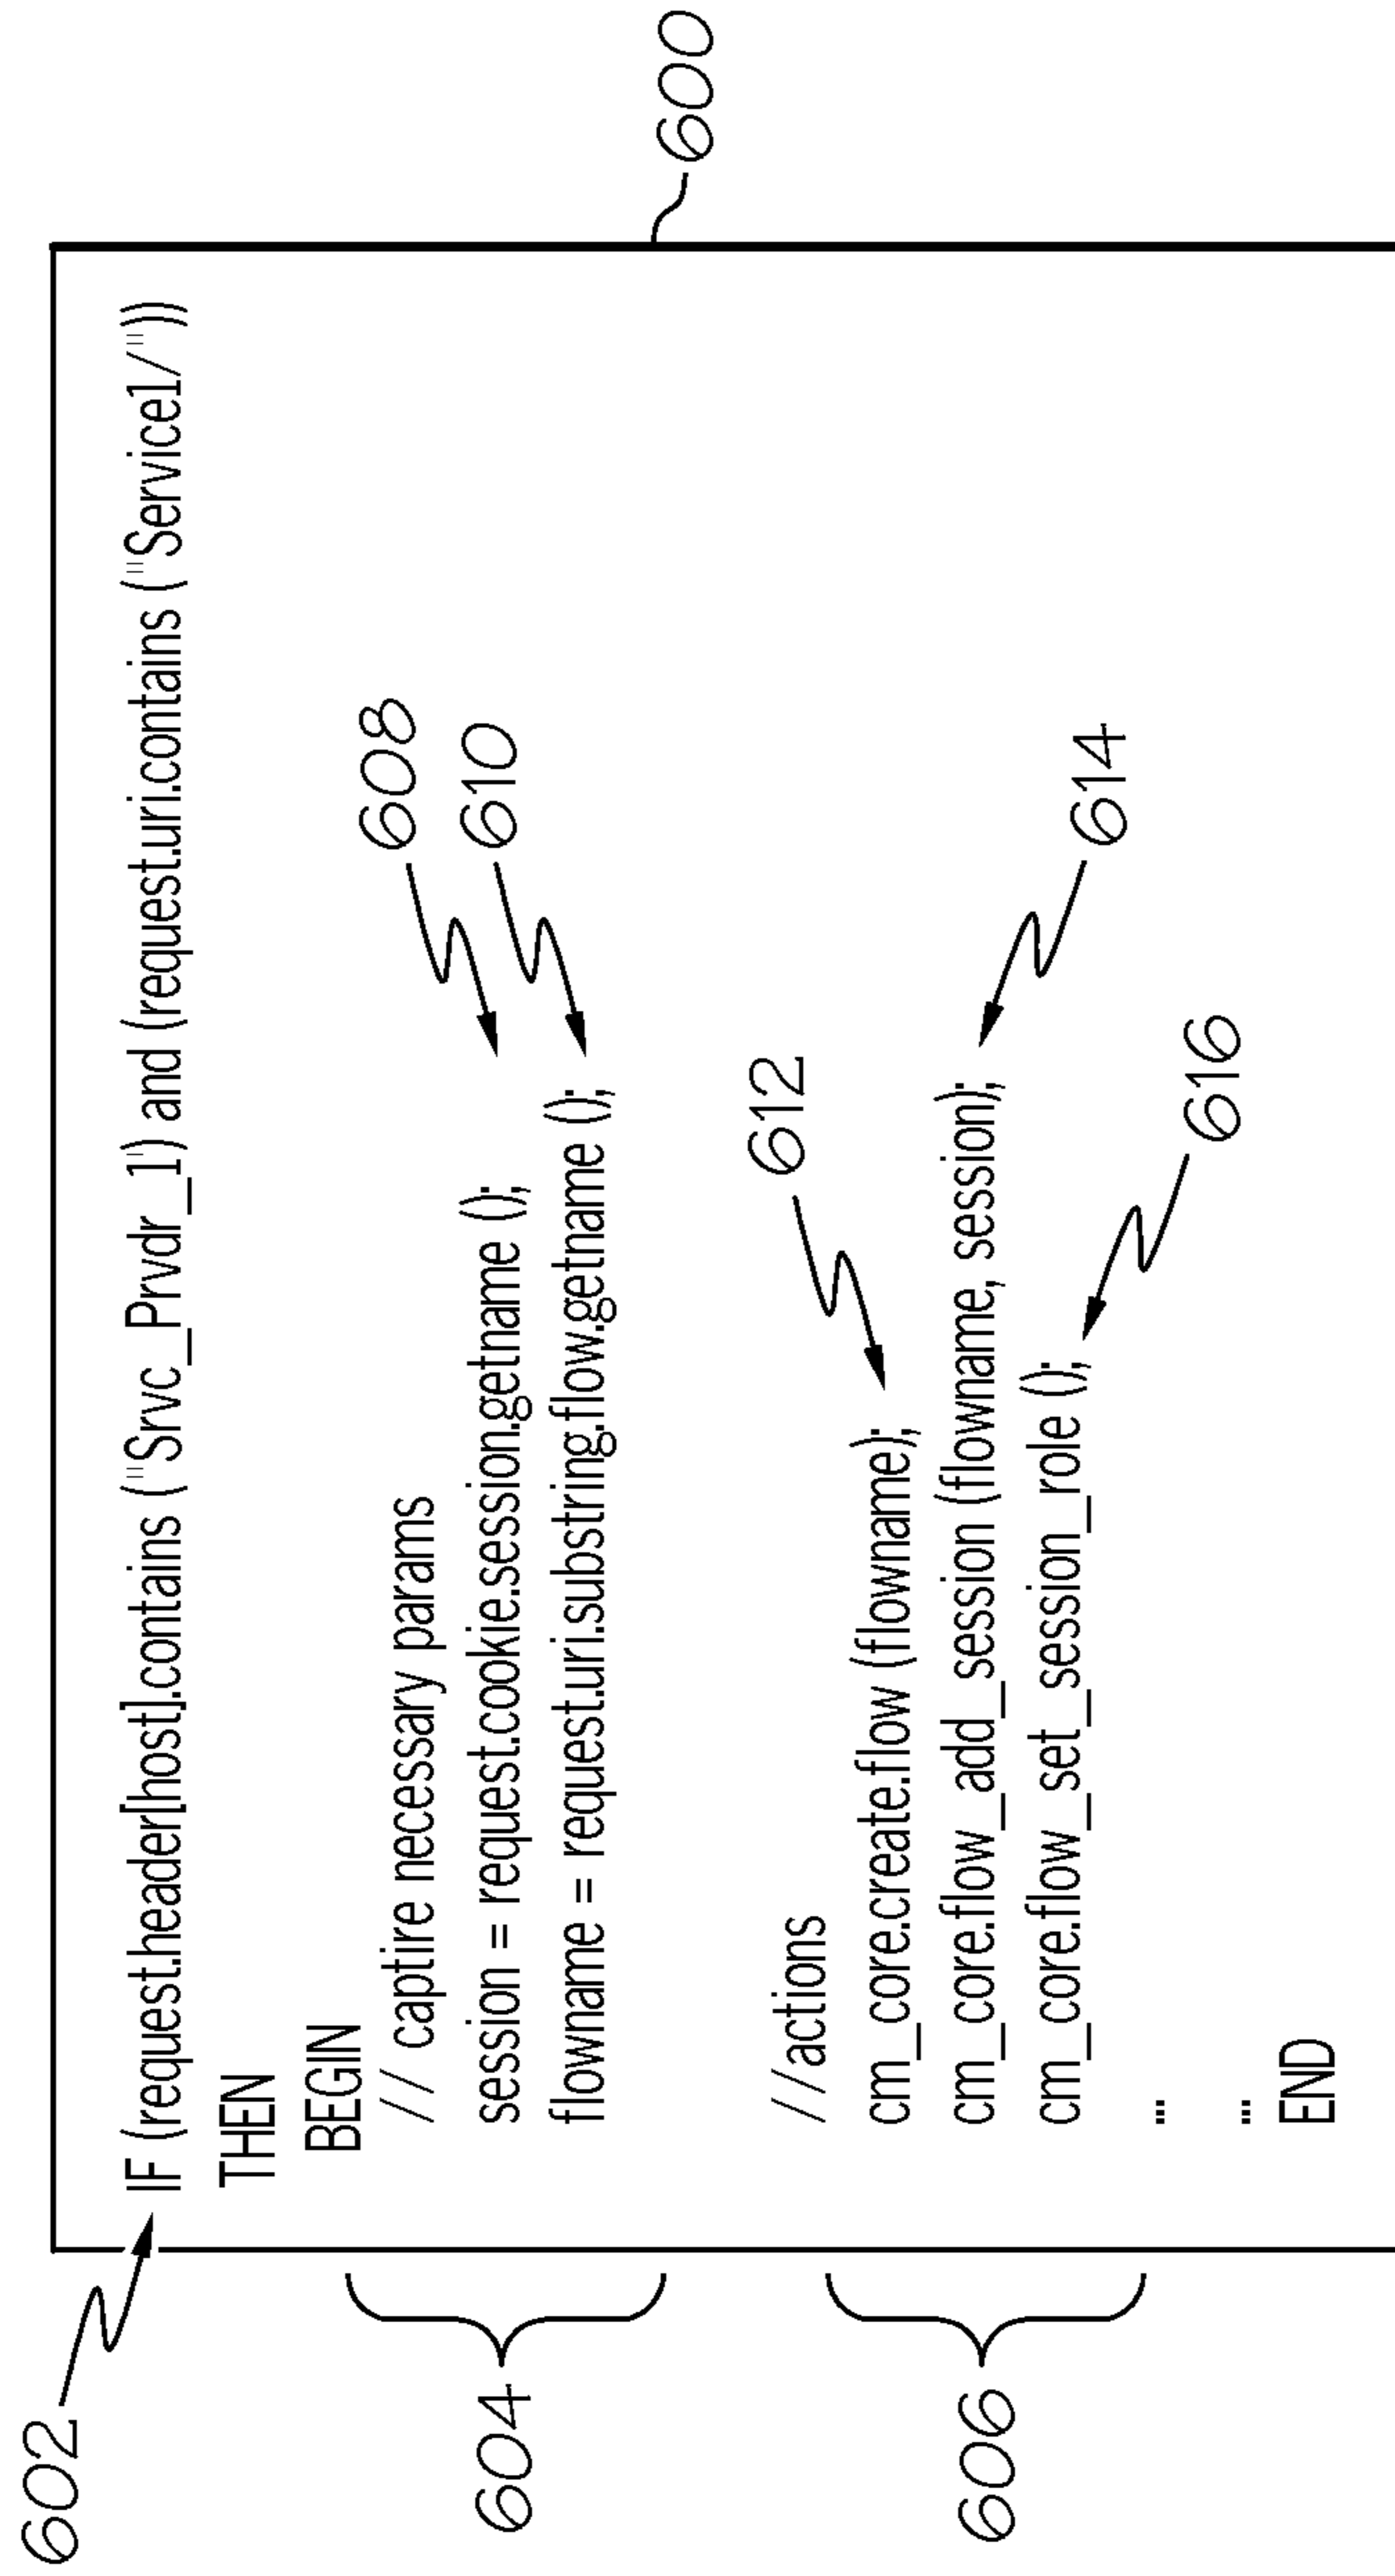 602
IF (request.header[host].contains ("Srvc_Prvdr_1") and (request.uri.contains ("Service1/"))
THEN
BEGIN
604
// captire necessary params
608
session = request.cookie.session.getname ();
610
flowname = request.uri.substring.flow.getname ();
606
//actions
612
cm_core.create.flow (flowname);
614
cm_core.flow_add_session (flowname, session);
616
cm_core.flow_set_session_role ();
...
...
END
600